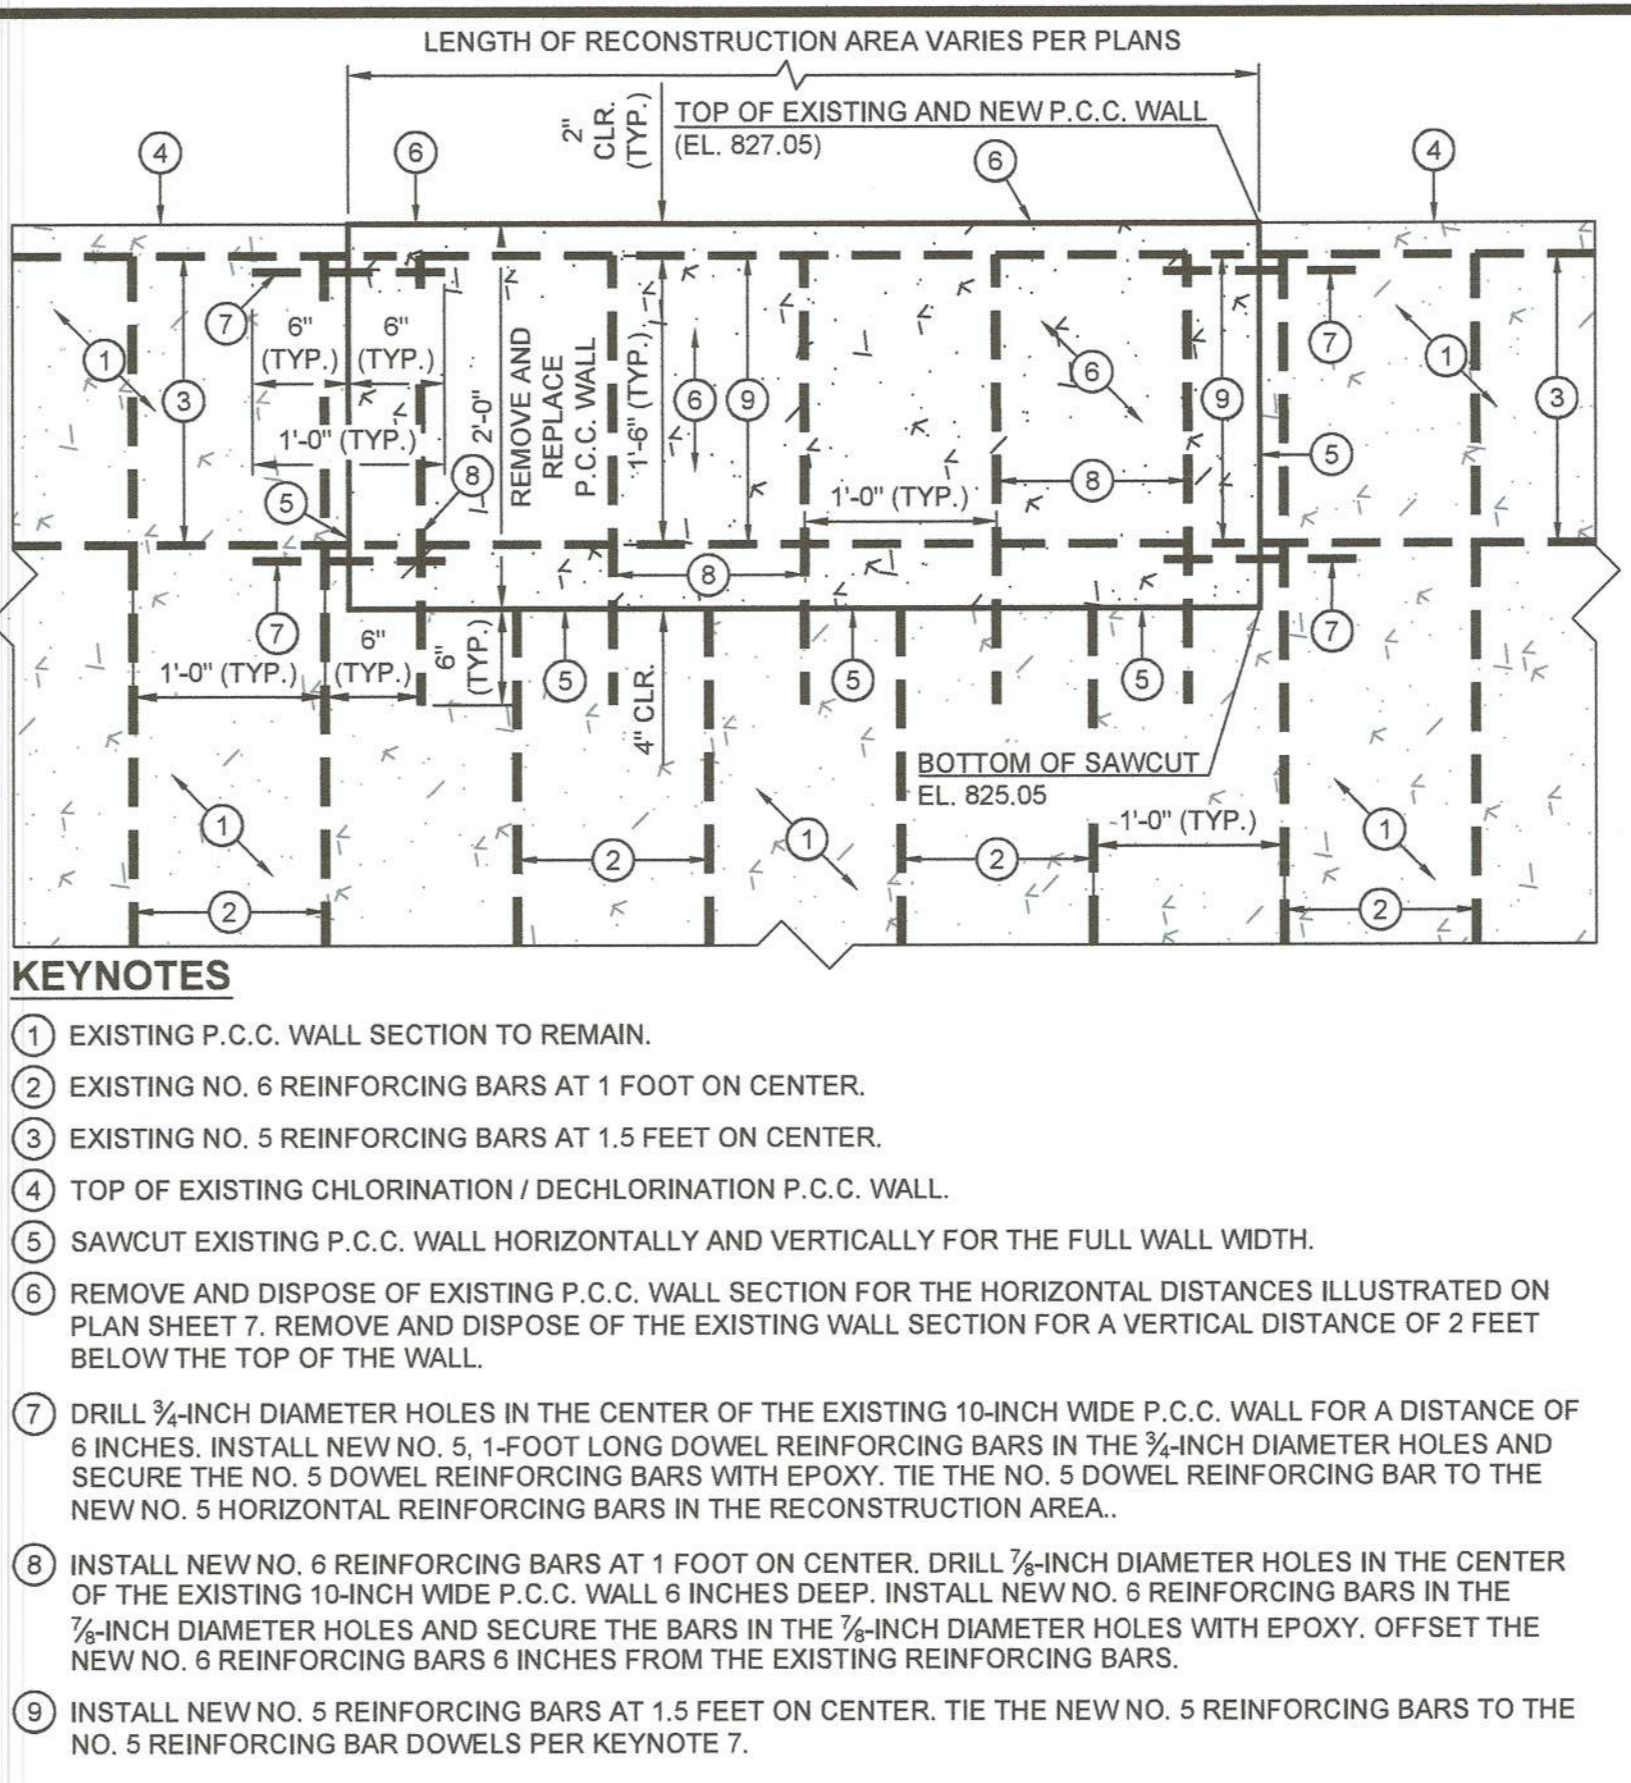 LENGTH OF RECONSTRUCTION AREA VARIES PER PLANS
2"
CLR.
(TYP.)
TOP OF EXISTING AND NEW P.C.C. WALL
(EL. 827.05)
4
6
6
4
7
6"
(TYP.)
6"
(TYP.)
1
3
1'-0" (TYP.)
5
8
2'-0"
REMOVE AND
REPLACE
P.C.C. WALL
1'-6" (TYP.)
6
9
1'-0" (TYP.)
6
8
9
7
1
5
3
8
7
1'-0" (TYP.)
6"
(TYP.)
6"
(TYP.)
5
4" CLR.
5
5
7
BOTTOM OF SAWCUT
EL. 825.05
1'-0" (TYP.)
1
2
2
1
2
1
2
KEYNOTES
1 EXISTING P.C.C. WALL SECTION TO REMAIN.
2 EXISTING NO. 6 REINFORCING BARS AT 1 FOOT ON CENTER.
3 EXISTING NO. 5 REINFORCING BARS AT 1.5 FEET ON CENTER.
4 TOP OF EXISTING CHLORINATION / DECHLORINATION P.C.C. WALL.
5 SAWCUT EXISTING P.C.C. WALL HORIZONTALLY AND VERTICALLY FOR THE FULL WALL WIDTH.
6 REMOVE AND DISPOSE OF EXISTING P.C.C. WALL SECTION FOR THE HORIZONTAL DISTANCES ILLUSTRATED ON
PLAN SHEET 7. REMOVE AND DISPOSE OF THE EXISTING WALL SECTION FOR A VERTICAL DISTANCE OF 2 FEET
BELOW THE TOP OF THE WALL.
7 DRILL ¾-INCH DIAMETER HOLES IN THE CENTER OF THE EXISTING 10-INCH WIDE P.C.C. WALL FOR A DISTANCE OF
6 INCHES. INSTALL NEW NO. 5, 1-FOOT LONG DOWEL REINFORCING BARS IN THE ¾-INCH DIAMETER HOLES AND
SECURE THE NO. 5 DOWEL REINFORCING BARS WITH EPOXY. TIE THE NO. 5 DOWEL REINFORCING BAR TO THE
NEW NO. 5 HORIZONTAL REINFORCING BARS IN THE RECONSTRUCTION AREA..
8 INSTALL NEW NO. 6 REINFORCING BARS AT 1 FOOT ON CENTER. DRILL ⅞-INCH DIAMETER HOLES IN THE CENTER
OF THE EXISTING 10-INCH WIDE P.C.C. WALL 6 INCHES DEEP. INSTALL NEW NO. 6 REINFORCING BARS IN THE
⅞-INCH DIAMETER HOLES AND SECURE THE BARS IN THE ⅞-INCH DIAMETER HOLES WITH EPOXY. OFFSET THE
NEW NO. 6 REINFORCING BARS 6 INCHES FROM THE EXISTING REINFORCING BARS.
9 INSTALL NEW NO. 5 REINFORCING BARS AT 1.5 FEET ON CENTER. TIE THE NEW NO. 5 REINFORCING BARS TO THE
NO. 5 REINFORCING BAR DOWELS PER KEYNOTE 7.